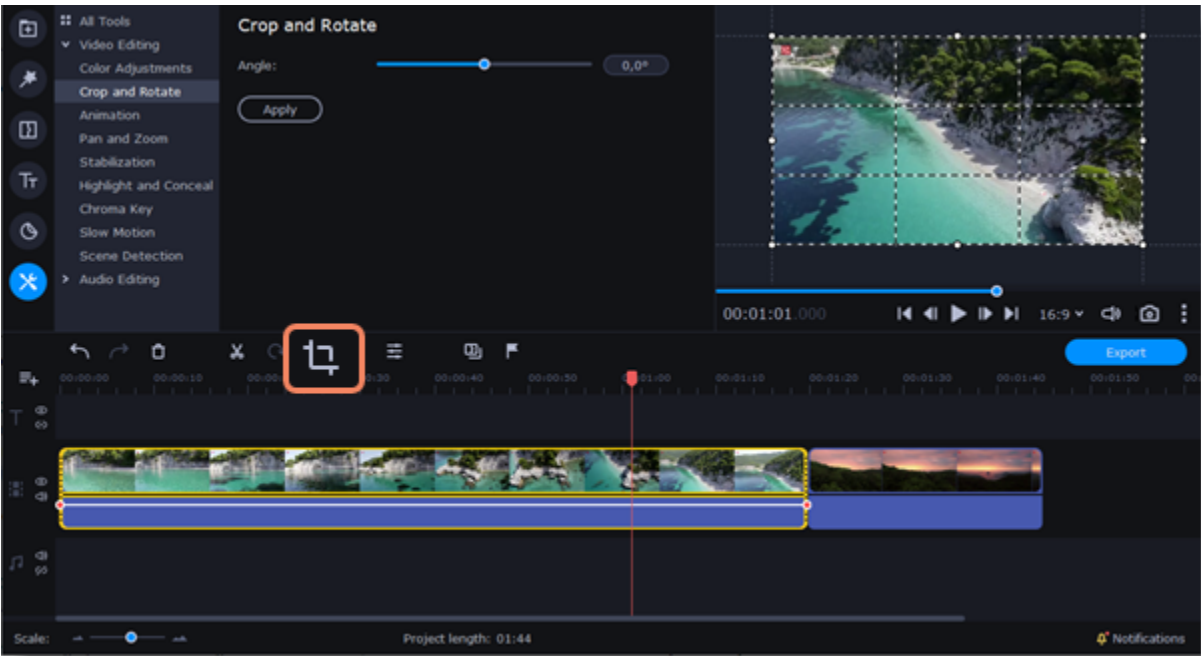 All Tools
Video Editing
Color Adjustments
Crop and Rotate
Animation
Pan and Zoom
Stabilization
Highlight and Conceal
Chroma Key
Slow Motion
Scene Detection
Audio Editing
Crop and Rotate
Angle:
0,0°
Apply
00:01:01.000
16:9
Export
00:00:00
00:00:10
00:00:40
00:00:50
00:01:10
00:01:20
00:01:30
00:01:40
00:01:50
Scale:
Project length: 01:44
Notifications